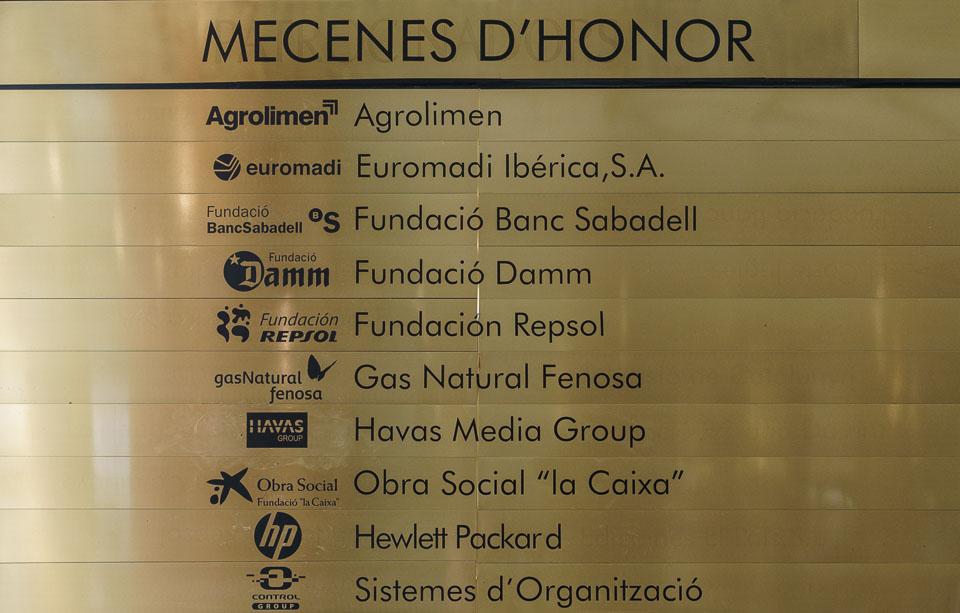 MECENES D'HONOR
Agrolimen Agrolimen
euromadi Euromadi Ibérica,S.A.
Fundació
BancSabadell B S Fundació Banc Sabadell
Fundació
Damm Fundació Damm
Fundación
REPSOL Fundación Repsol
gasNatural
fenosa Gas Natural Fenosa
HAVAS
GROUP Havas Media Group
Obra Social
Fundació "la Caixa" Obra Social “la Caixa”
hp Hewlett Packard
CONTROL
GROUP Sistemes d'Organització